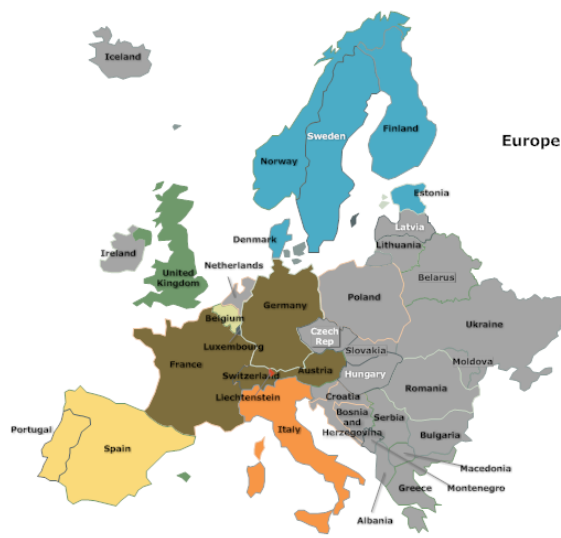 Iceland
Europe
Finland
Sweden
Norway
Estonia
Latvia
Denmark
Lithuania
Ireland
Netherlands
United
Kingdom
Belarus
Poland
Germany
Belgium
Ukraine
Czech
Rep
Luxembourg
Slovakia
France
Moldova
Switzerland
Austria
Hungary
Romania
Liechtenstein
Croatia
Bosnia
and
Herzegovina
Serbia
Portugal
Spain
Italy
Bulgaria
Macedonia
Montenegro
Greece
Albania